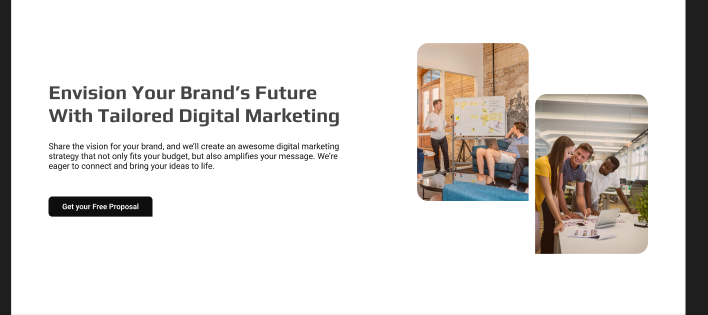 Envision Your Brand’s Future
With Tailored Digital Marketing
Share the vision for your brand, and we’ll create an awesome digital marketing
strategy that not only fits your budget, but also amplifies your message. We’re
eager to connect and bring your ideas to life.
Get your Free Proposal